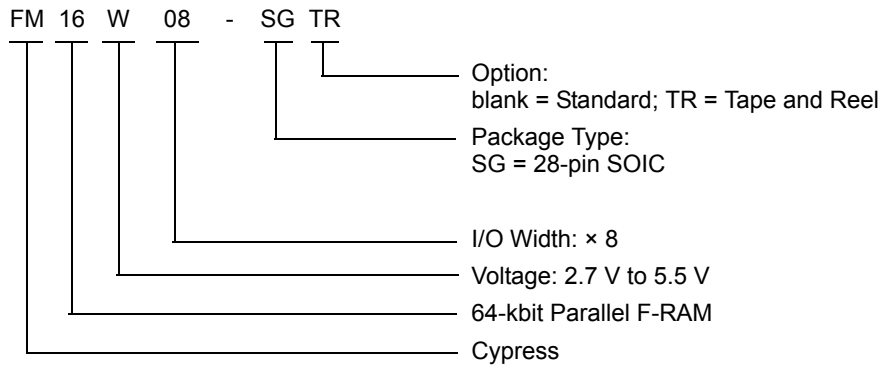 FM 16 W 08 - SG TR
Option:
blank = Standard; TR = Tape and Reel
Package Type:
SG = 28-pin SOIC
I/O Width: × 8
Voltage: 2.7 V to 5.5 V
64-kbit Parallel F-RAM
Cypress